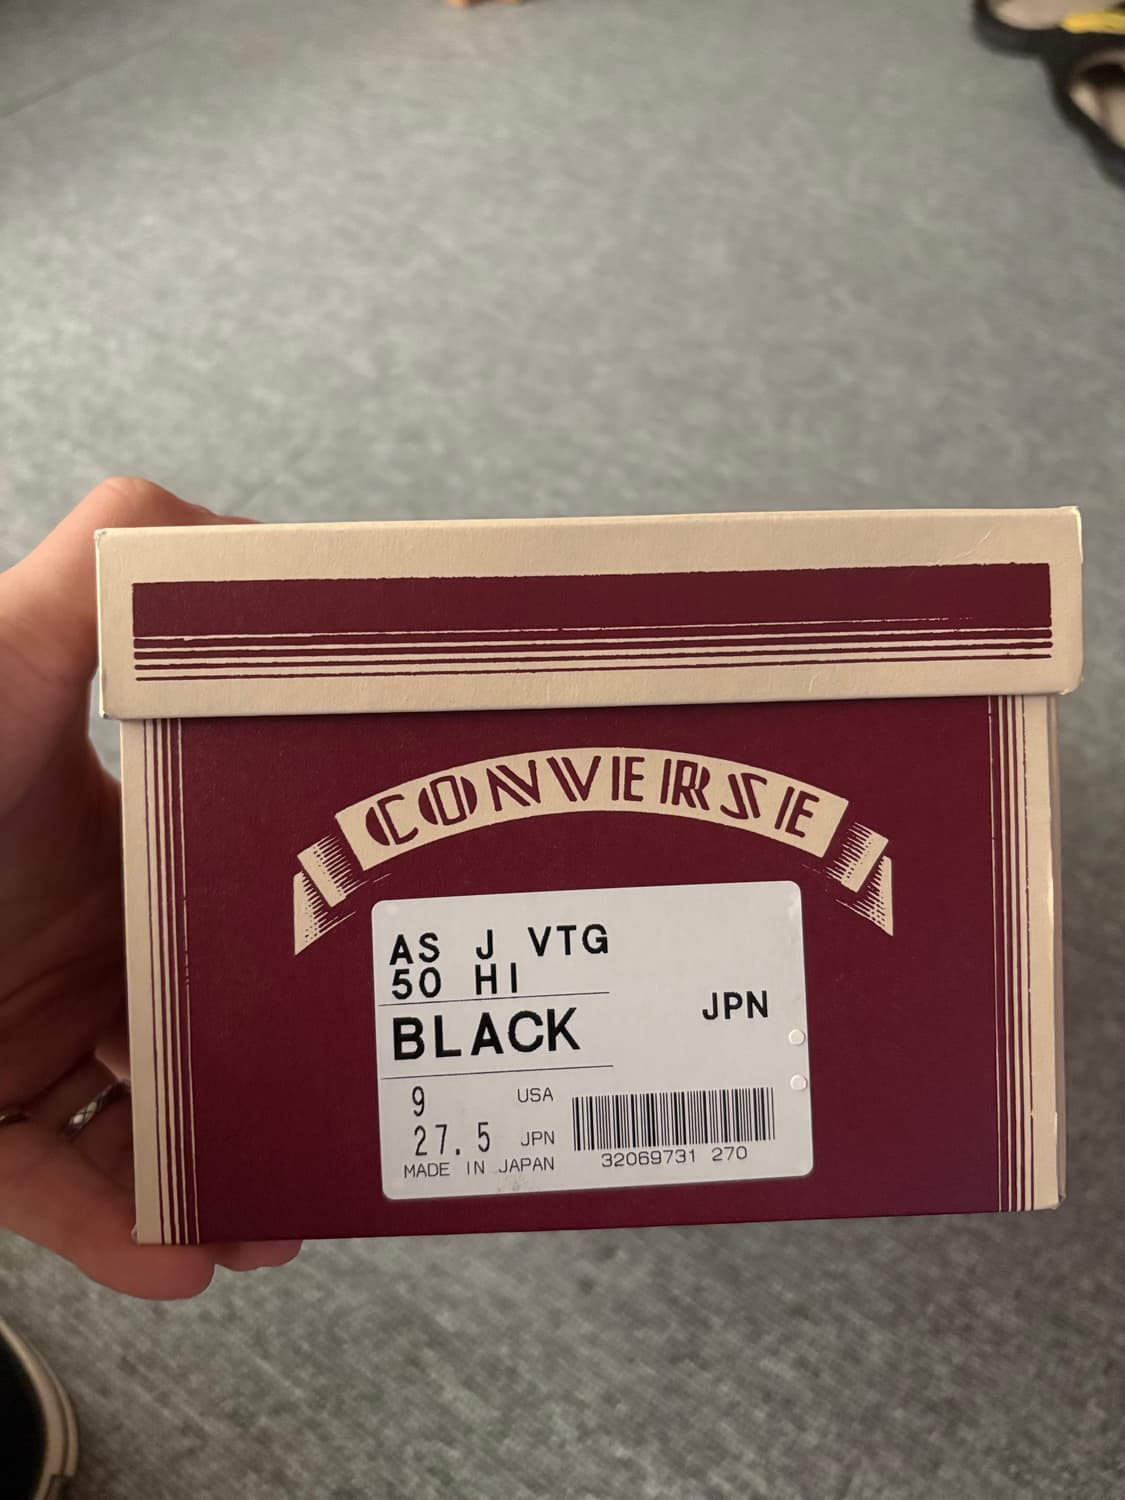 CONVERSE
AS J VTG
50 HI
BLACK
JPN
9 USA
27.5 JPN
MADE IN JAPAN
32069731 270